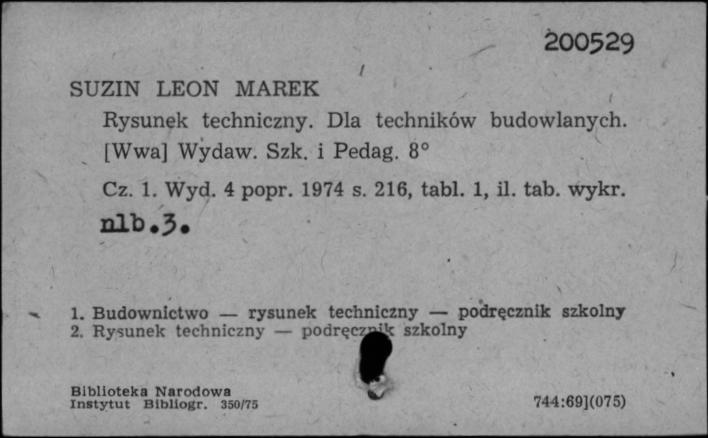 200529
SUZIN LEON MAREK
Rysunek techniczny. Dla techników budowlanych.
[Wwa] Wydaw. Szk. i Pedag. 8°
Cz. 1. Wyd. 4 popr. 1974 s. 216, tabl. 1, il. tab. wykr.
nlb.3.
1. Budownictwo — rysunek techniczny — podręcznik szkolny
2. Rysunek techniczny — podręcznik szkolny
Biblioteka Narodowa
Instytut Bibliogr. 350/75
744:69](075)